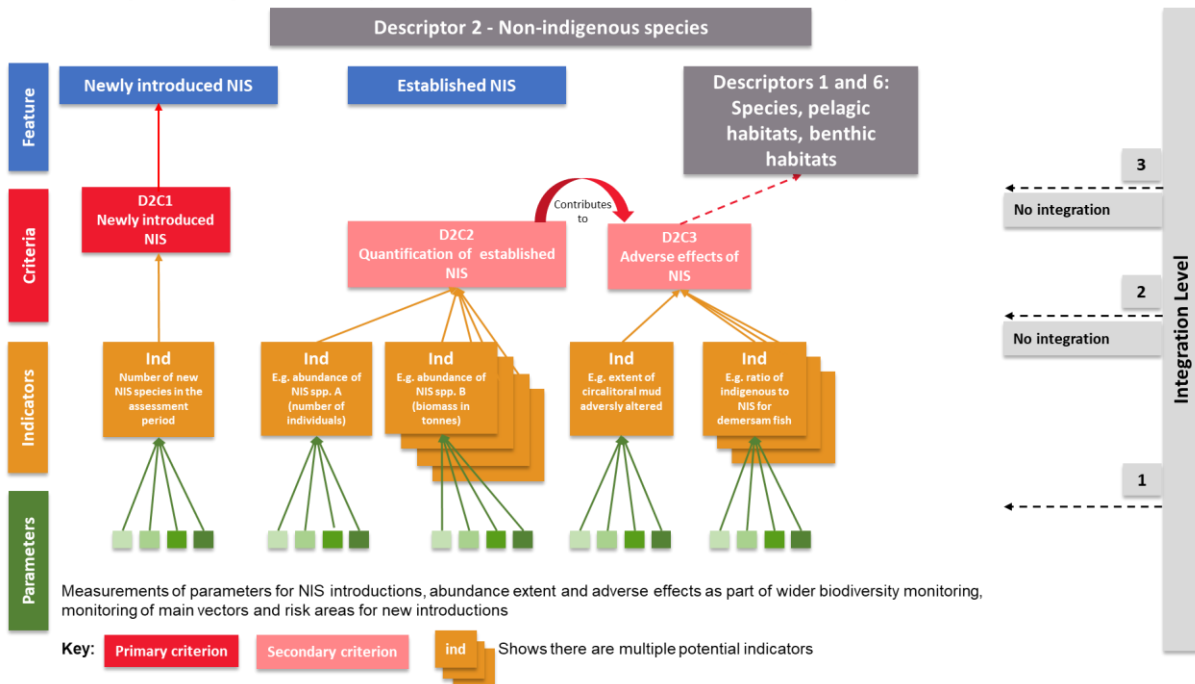 Descriptor 2 - Non-indigenous species
Feature
Newly introduced NIS
Established NIS
Descriptors 1 and 6:
Species, pelagic
habitats, benthic
habitats
Integration Level
3
No integration
Criteria
D2C1
Newly introduced
NIS
Contributes
to
D2C2
Quantification of established
NIS
D2C3
Adverse effects of
NIS
2
No integration
Indicators
Ind
Number of new
NIS species in the
assessment
period
Ind
E.g. abundance of
NIS spp. A
(number of
individuals)
Ind
E.g. abundance of
NIS spp. B
(biomass in
tonnes)
Ind
E.g. extent of
circalitoral mud
adversly altered
Ind
E.g. ratio of
indigenous to
NIS for
demersam fish
1
Parameters
Measurements of parameters for NIS introductions, abundance extent and adverse effects as part of wider biodiversity monitoring,
monitoring of main vectors and risk areas for new introductions
Key:
Primary criterion
Secondary criterion
ind
Shows there are multiple potential indicators